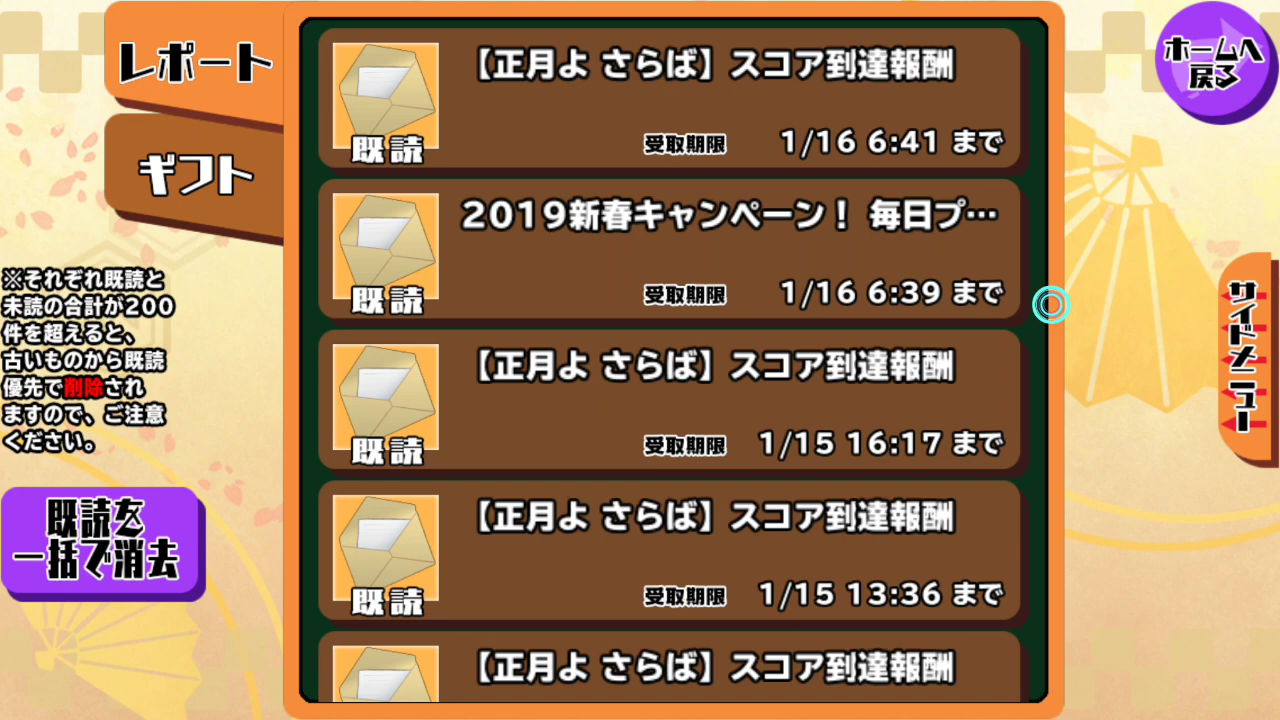 レポート
ギフト
※それぞれ既読と
未読の合計が200
件を超えると、
古いものから既読
優先で削除され
ますので、ご注意
ください。
既読を
一括で消去
【正月よ さらば】スコア到達報酬
既読
受取期限 1/16 6:41 まで
2019新春キャンペーン！ 毎日プ…
既読
受取期限 1/16 6:39 まで
【正月よ さらば】スコア到達報酬
既読
受取期限 1/15 16:17 まで
【正月よ さらば】スコア到達報酬
既読
受取期限 1/15 13:36 まで
【正月よ さらば】スコア到達報酬
ホームへ
戻る
サイドメニュー